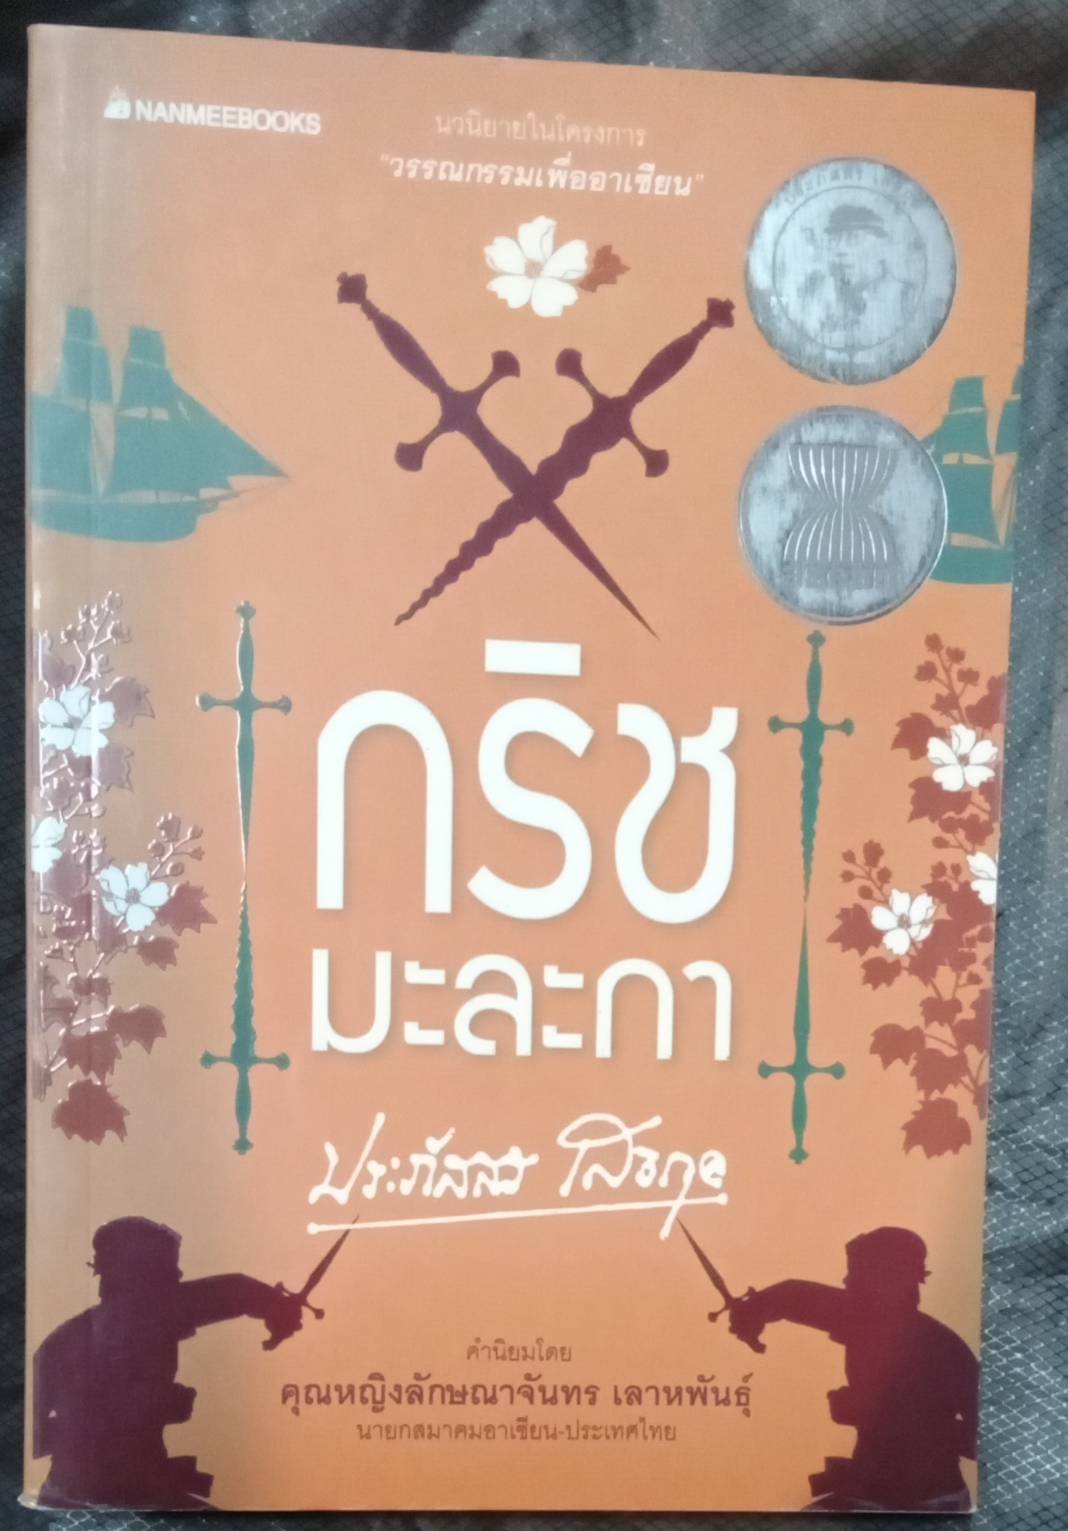 NANMEEBOOKS
นวนิยายในโครงการ
"วรรณกรรมเพื่ออาเซียน"
กริช
มะละกา
ประภัสสร เสวิกุล
คำนิยมโดย
คุณหญิงลักษณาจันทร เลาหพันธุ์
นายกสมาคมอาเซียน-ประเทศไทย